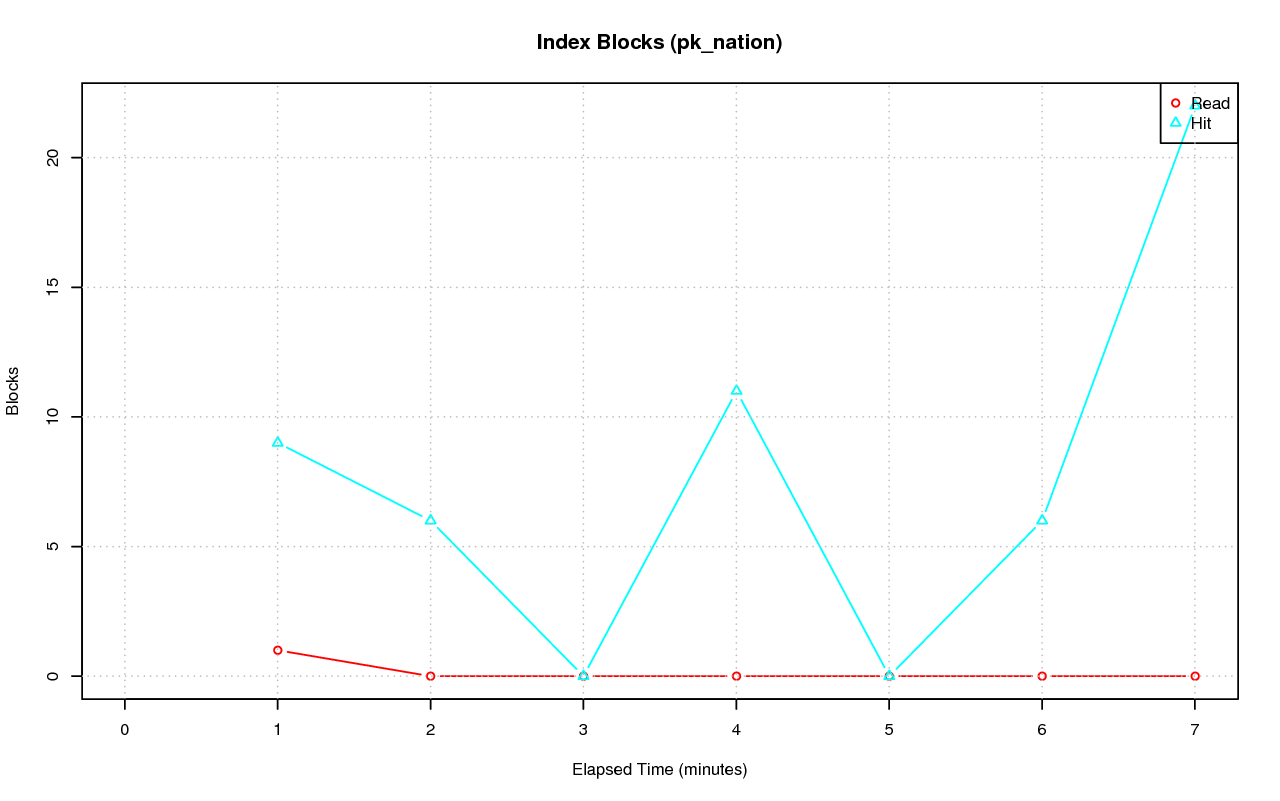 Index Blocks (pk_nation)
Read
Hit
20
15
10
5
0
Blocks
0 1 2 3 4 5 6 7
Elapsed Time (minutes)